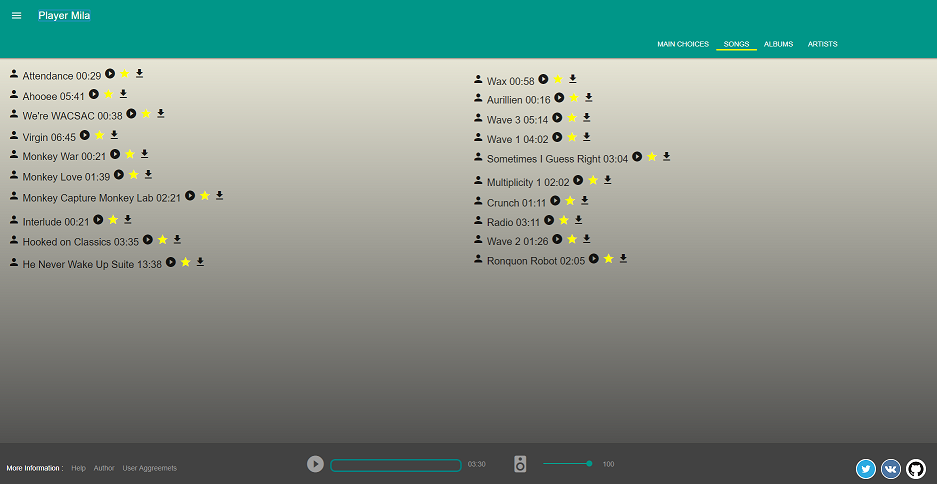 Player Mila
MAIN CHOICES SONGS ALBUMS ARTISTS
Attendance 00:29
Ahooee 05:41
We're WACSAC 00:38
Virgin 06:45
Monkey War 00:21
Monkey Love 01:39
Monkey Capture Monkey Lab 02:21
Interlude 00:21
Hooked on Classics 03:35
He Never Wake Up Suite 13:38
Wax 00:58
Aurillien 00:16
Wave 3 05:14
Wave 1 04:02
Sometimes I Guess Right 03:04
Multiplicity 1 02:02
Crunch 01:11
Radio 03:11
Wave 2 01:26
Ronquon Robot 02:05
More Information : Help Author User Aggreemets
03:30
100